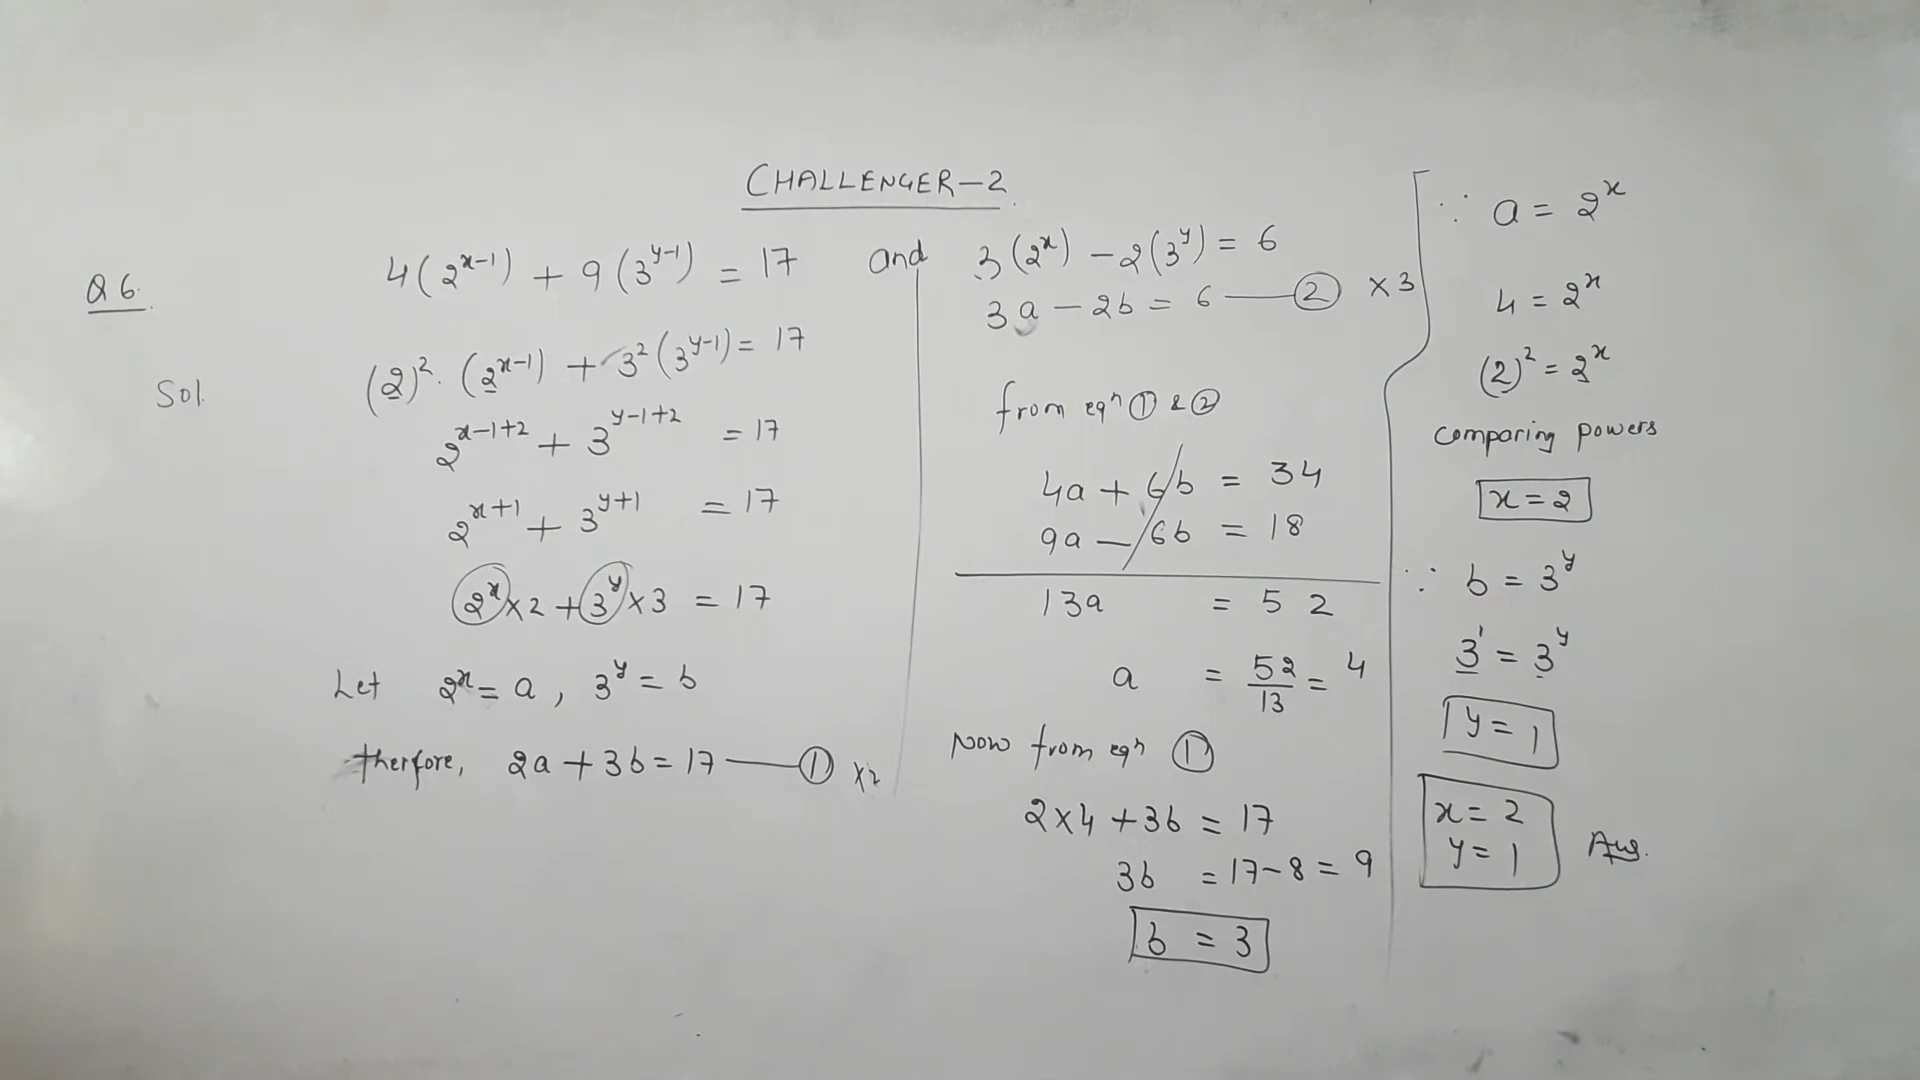 CHALLENGER-2
Q 6.
4(2^{x-1}) + 9(3^{y-1}) = 17 and 3(2^x) - 2(3^y) = 6
Sol.
(2)^2 . (2^{x-1}) + 3^2(3^{y-1}) = 17
2^{x-1+2} + 3^{y-1+2} = 17
2^{x+1} + 3^{y+1} = 17
2^x × 2 + 3^y × 3 = 17
Let 2^x = a , 3^y = b
therfore, 2a + 3b = 17 — ① ×2
3a - 2b = 6 — ② ×3
from eqn ① & ②
4a + 6b = 34
9a - 6b = 18
13a = 52
a = 52/13 = 4
Now from eqn ①
2×4 + 3b = 17
3b = 17-8 = 9
b = 3
∵ a = 2^x
4 = 2^x
(2)^2 = 2^x
comparing powers
x = 2
∵ b = 3^y
3^1 = 3^y
y = 1
x = 2
y = 1 Ans.